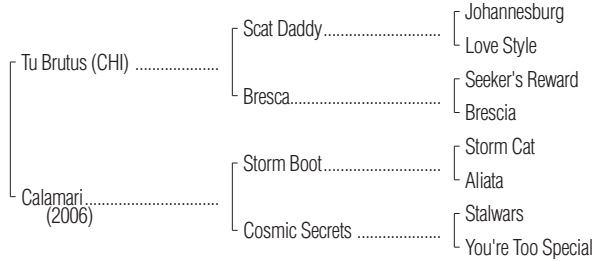 Johannesburg
Scat Daddy
Love Style
Tu Brutus (CHI)
Seeker's Reward
Bresca
Brescia
Storm Cat
Storm Boot
Aliata
Calamari
(2006)
Stalwars
Cosmic Secrets
You're Too Special